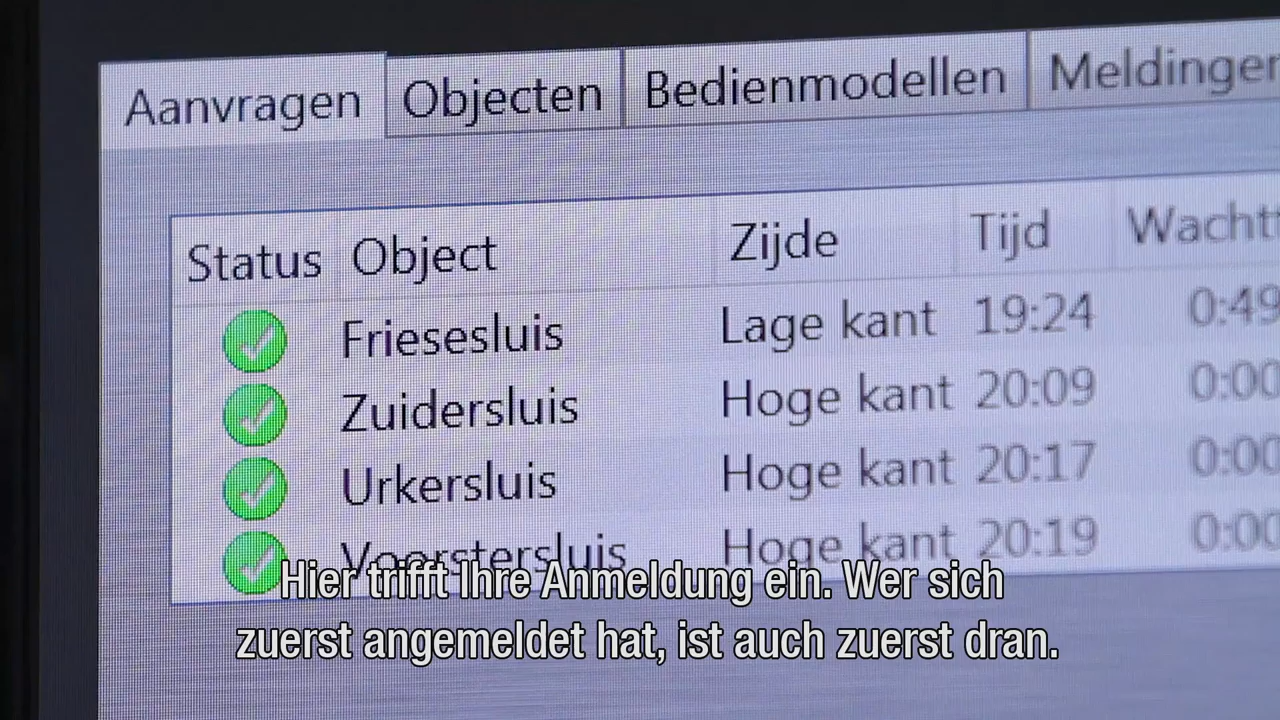 Aanvragen Objecten Bedienmodellen
Status Object Zijde Tijd
Friesesluis Lage kant 19:24 0:49
Zuidersluis Hoge kant 20:09 0:00
Urkersluis Hoge kant 20:17 0:00
Voorstersluis Hoge kant 20:19 0:00
Hier trifft Ihre Anmeldung ein. Wer sich
zuerst angemeldet hat, ist auch zuerst dran.